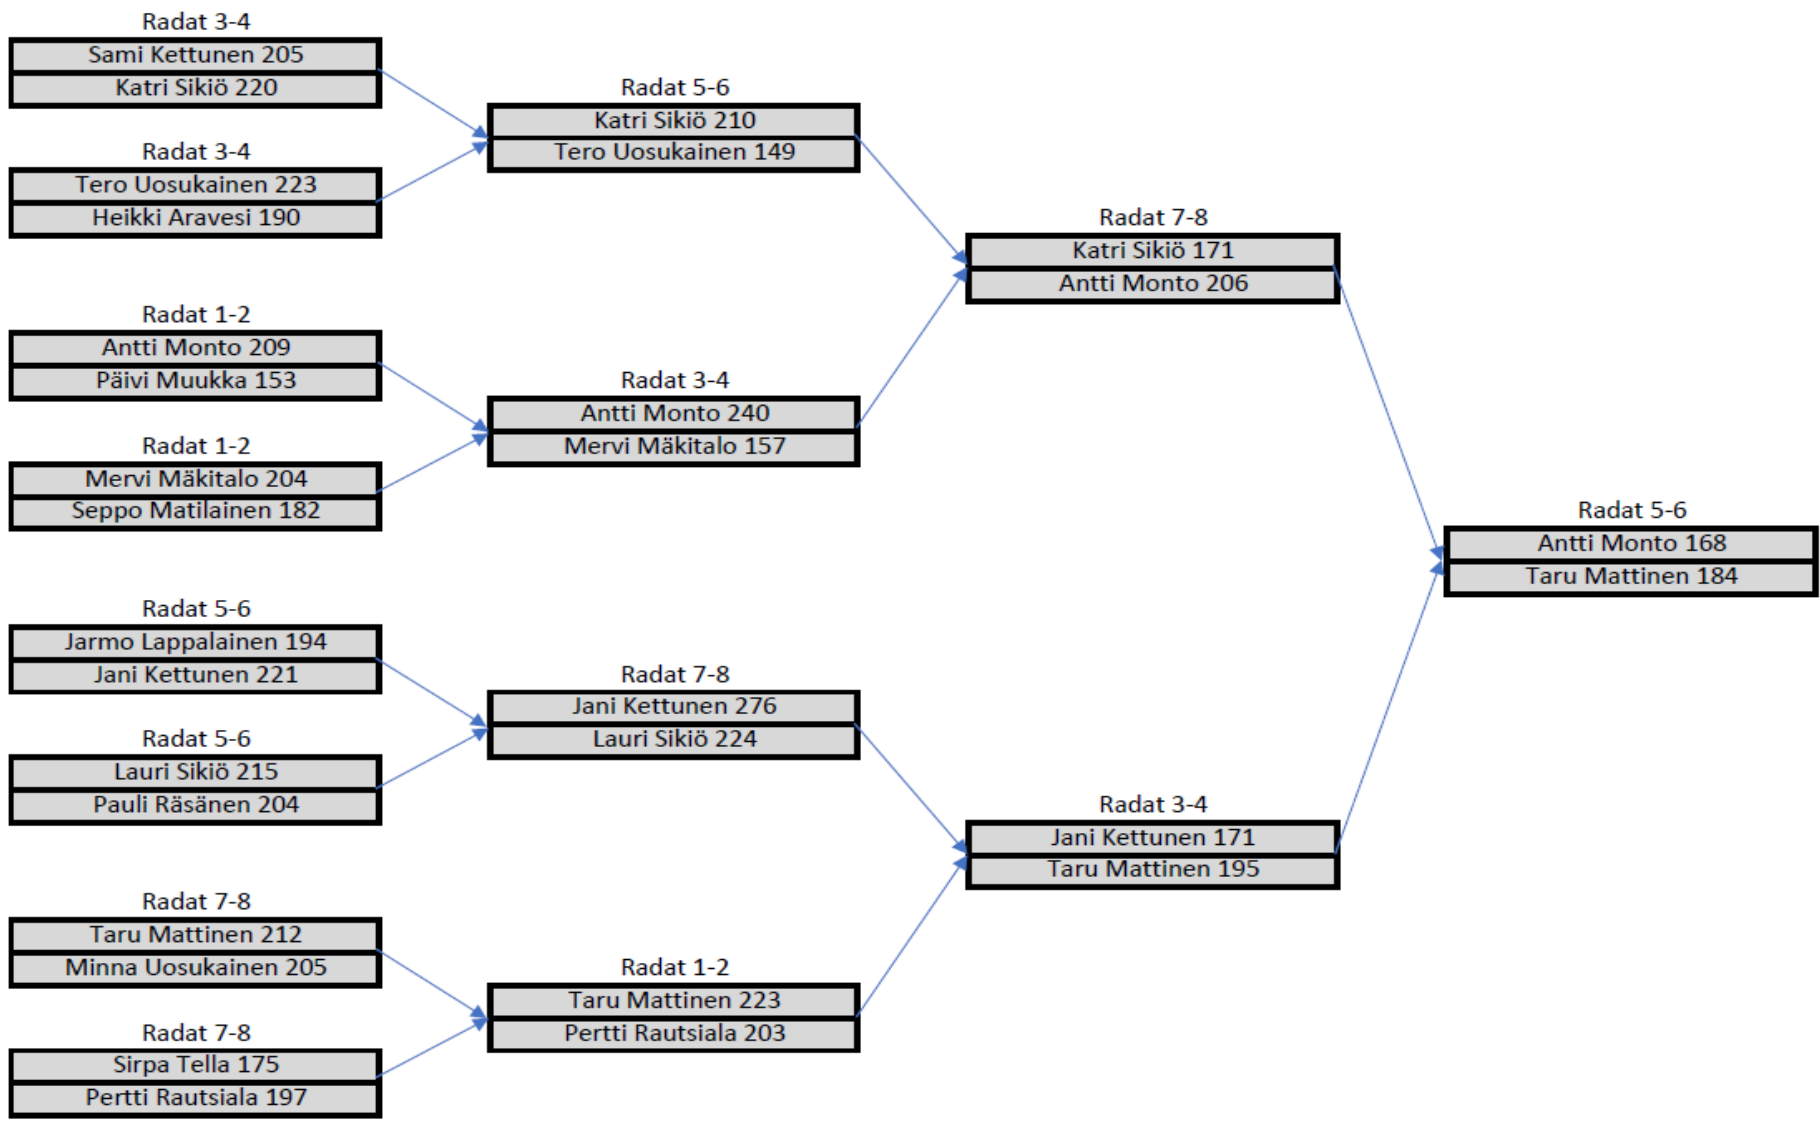 Radat 3-4
Sami Kettunen 205
Katri Sikiö 220
Radat 3-4
Tero Uosukainen 223
Heikki Aravesi 190
Radat 1-2
Antti Monto 209
Päivi Muukka 153
Radat 1-2
Mervi Mäkitalo 204
Seppo Matilainen 182
Radat 5-6
Jarmo Lappalainen 194
Jani Kettunen 221
Radat 5-6
Lauri Sikiö 215
Pauli Räsänen 204
Radat 7-8
Taru Mattinen 212
Minna Uosukainen 205
Radat 7-8
Sirpa Tella 175
Pertti Rautsiala 197
Radat 5-6
Katri Sikiö 210
Tero Uosukainen 149
Radat 3-4
Antti Monto 240
Mervi Mäkitalo 157
Radat 7-8
Jani Kettunen 276
Lauri Sikiö 224
Radat 1-2
Taru Mattinen 223
Pertti Rautsiala 203
Radat 7-8
Katri Sikiö 171
Antti Monto 206
Radat 3-4
Jani Kettunen 171
Taru Mattinen 195
Radat 5-6
Antti Monto 168
Taru Mattinen 184